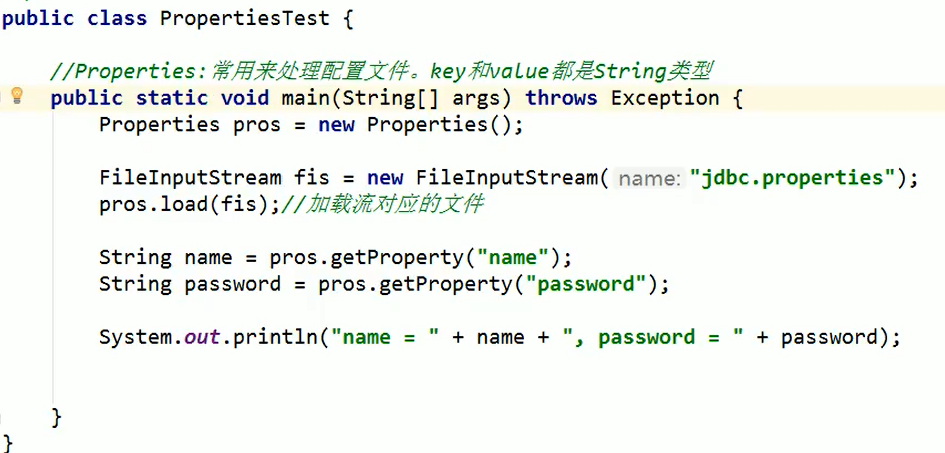 public class PropertiesTest {
//Properties:常用来处理配置文件。key和value都是String类型
public static void main(String[] args) throws Exception {
Properties pros = new Properties();
FileInputStream fis = new FileInputStream( name: "jdbc.properties");
pros.load(fis);//加载流对应的文件
String name = pros.getProperty("name");
String password = pros.getProperty("password");
System.out.println("name = " + name + ", password = " + password);
}
}